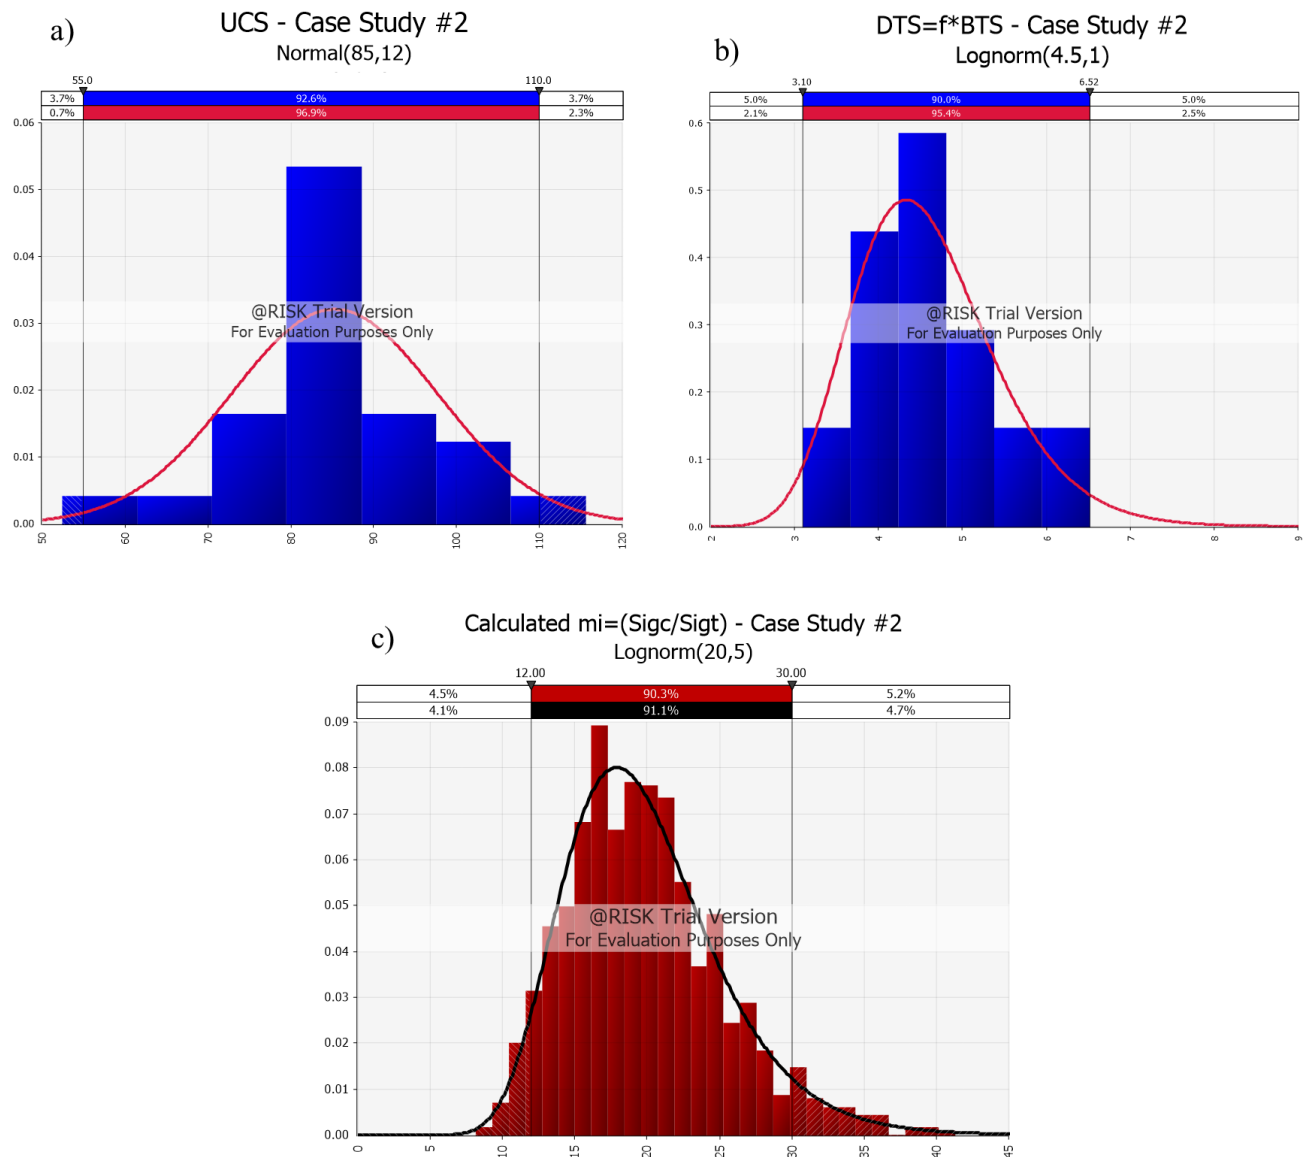 a)
UCS - Case Study #2
Normal(85,12)
55.0 110.0
3.7% 92.6% 3.7%
0.7% 96.9% 2.3%
0.06
0.05
0.04
0.03
0.02
0.01
0.00
@RISK Trial Version
For Evaluation Purposes Only
50 60 70 80 90 100 110 120
b)
DTS=f*BTS - Case Study #2
Lognorm(4.5,1)
3.10 6.52
5.0% 90.0% 5.0%
2.1% 95.4% 2.5%
0.6
0.5
0.4
0.3
0.2
0.1
0.0
@RISK Trial Version
For Evaluation Purposes Only
2 3 4 5 6 7 8 9
c)
Calculated mi=(Sigc/Sigt) - Case Study #2
Lognorm(20,5)
12.00 30.00
4.5% 90.3% 5.2%
4.1% 91.1% 4.7%
0.09
0.08
0.07
0.06
0.05
0.04
0.03
0.02
0.01
0.00
@RISK Trial Version
For Evaluation Purposes Only
0 5 10 15 20 25 30 35 40 45